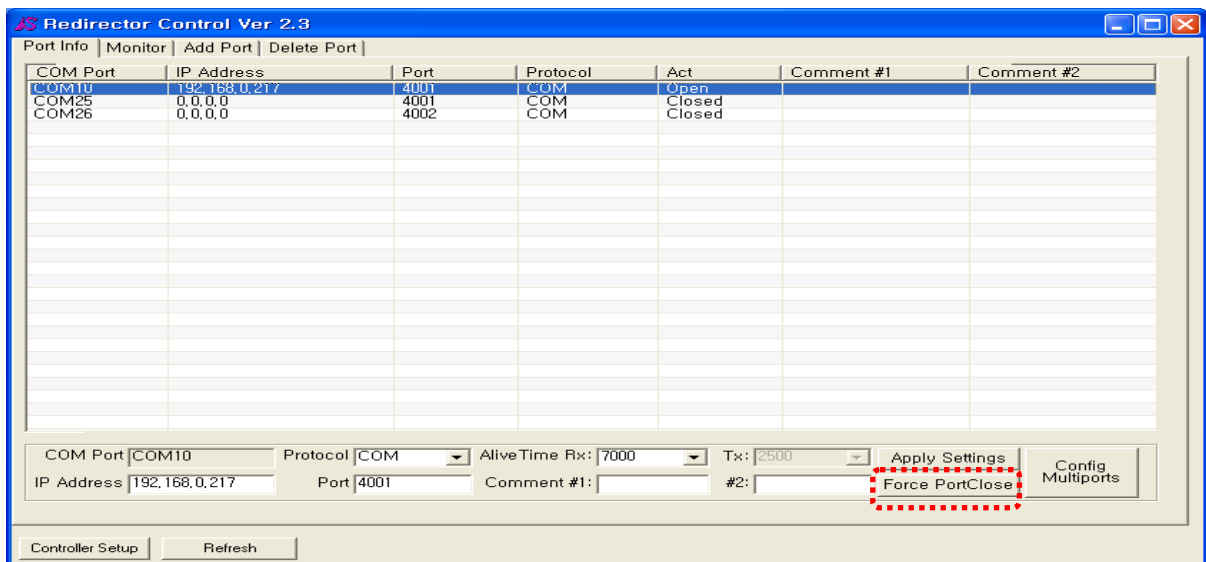 Redirector Control Ver 2.3
Port Info Monitor Add Port Delete Port
COM Port IP Address Port Protocol Act Comment #1 Comment #2
COM10 192,168,0,217 4001 COM Open
COM25 0,0,0,0 4001 COM Closed
COM26 0,0,0,0 4002 COM Closed
COM Port COM10 Protocol COM AliveTime Rx: 7000 Tx: 2500 Apply Settings Config Multiports
IP Address 192,168,0,217 Port 4001 Comment #1: #2: Force PortClose
Controller Setup Refresh